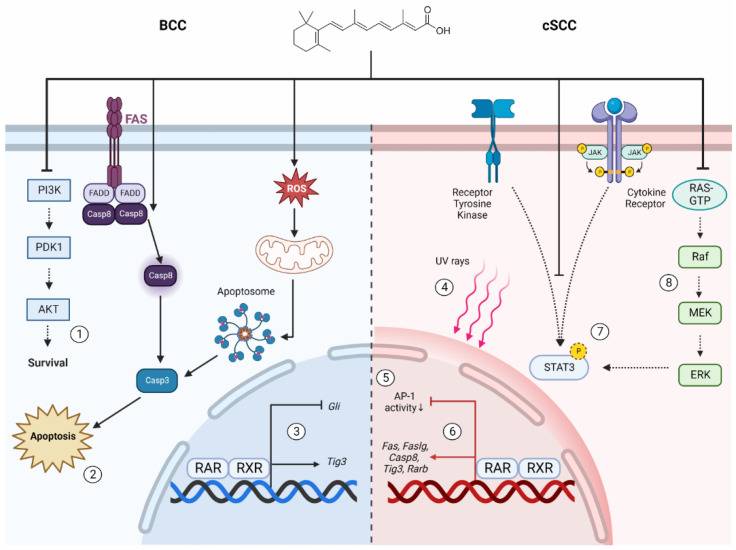 BCC
OH
cSCC
FAS
FADD
FADD
Casp8
Casp8
PI3K
PDK1
AKT
1
Survival
Casp8
Casp3
Apoptosis
2
ROS
Apoptosome
Receptor
Tyrosine
Kinase
P
JAK
JAK
P
P
P
Cytokine
Receptor
RAS-
GTP
Raf
8
MEK
ERK
UV rays
4
7
P
STAT3
5
3
Gli
Tig3
RAR
RXR
AP-1
activity↓
6
Fas, Faslg,
Casp8,
Tig3, Rarb
RAR
RXR